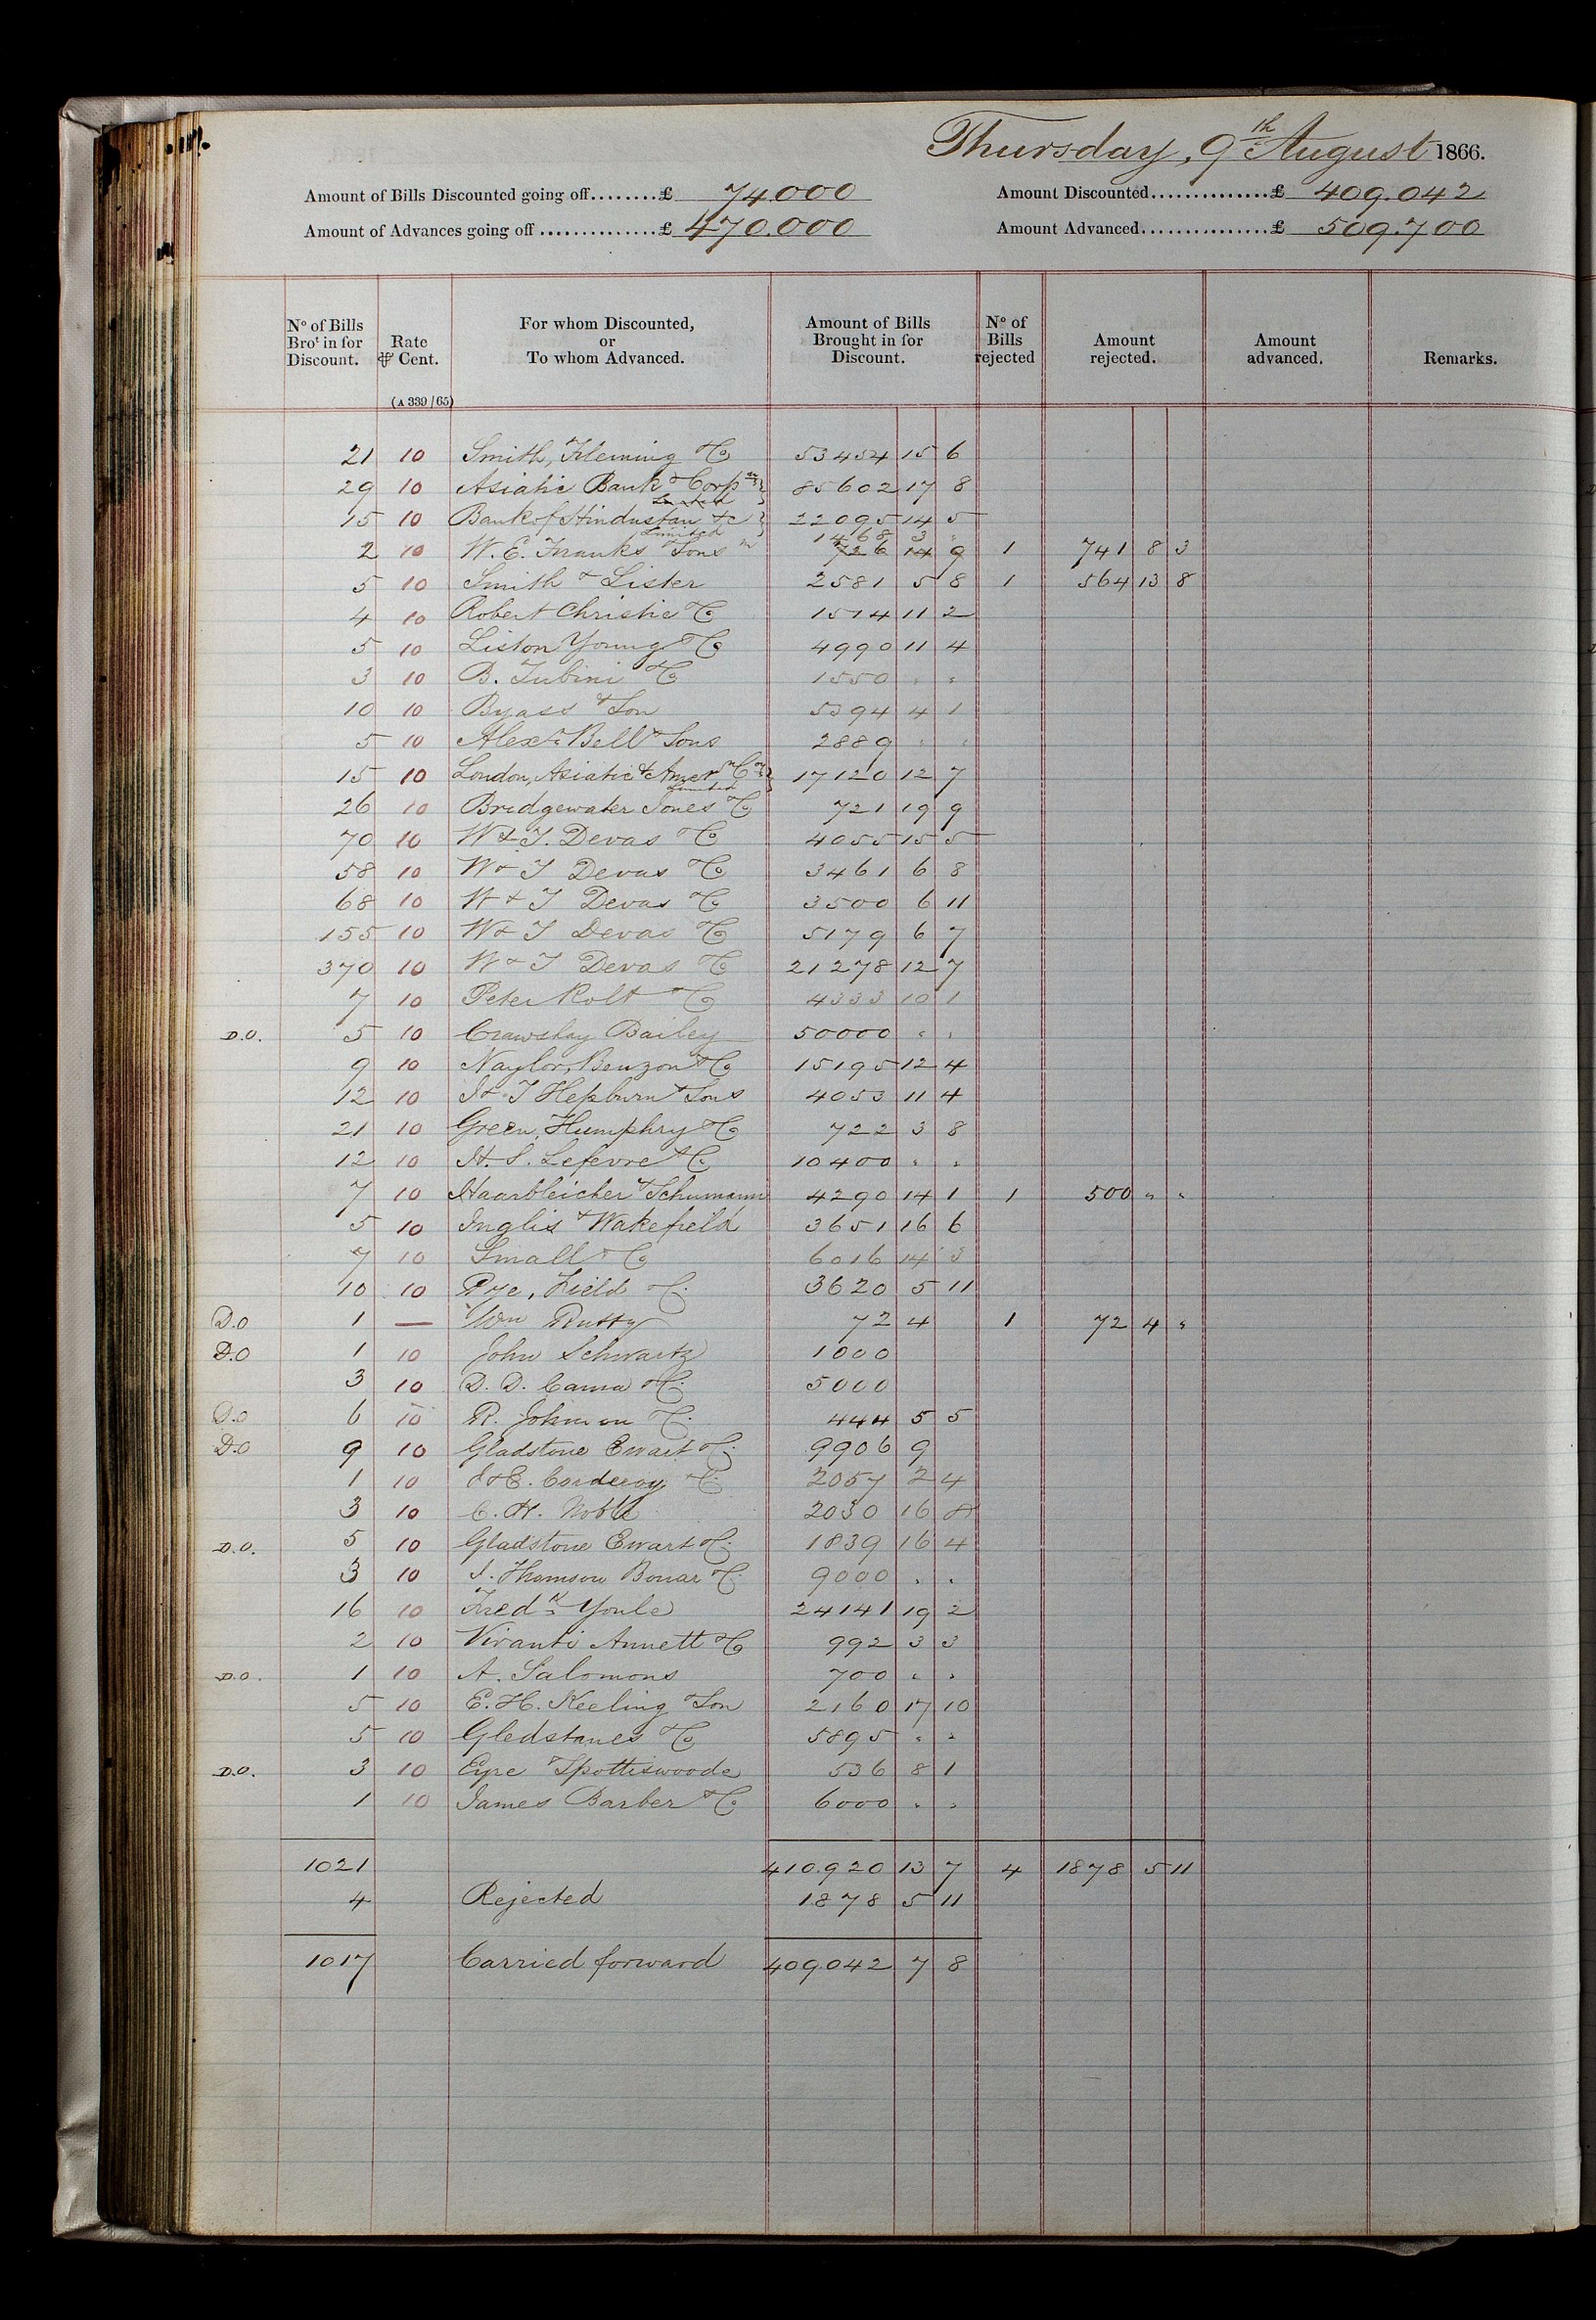 Thursday, 9th August 1866.
Amount of Bills Discounted going off........£ 74.000
Amount Discounted...............£ 409.042
Amount of Advances going off ...............£ 470.000
Amount Advanced................£ 509.700
No of Bills Brot in for Discount.
Rate ⅌ Cent.
(A 339/65)
For whom Discounted, or To whom Advanced.
Amount of Bills Brought in for Discount.
No of Bills rejected
Amount rejected.
Amount advanced.
Remarks.
21 10 Smith, Fleming & Co 53454 15 6
29 10 Asiatic Bank & Corpn Limited 85602 17 8
15 10 Bank of Hindustan &c Limited 22095 14 5
2 10 W. E. Franks & Sons 1468 3 " 726 14 9 1 741 8 3
5 10 Smith & Lister 2581 5 8 1 564 13 8
4 10 Robert Christie & Co 1514 11 2
5 10 Liston Young & Co 4990 11 4
3 10 B. Tubini & Co 1550 " "
10 10 Byass & Son 5394 4 1
5 10 Alexr Bell & Sons 2889 " "
15 10 London, Asiatic & Amern Co Limited 17120 12 7
26 10 Bridgewater Jones & Co 721 19 9
70 10 W & T. Devas & Co 4055 15 5
58 10 W & T Devas & Co 3461 6 8
68 10 W & T Devas & Co 3500 6 11
155 10 W & T Devas & Co 5179 6 7
370 10 W & T Devas & Co 21278 12 7
7 10 Peter Rolt & Co 4333 10 1
D.O. 5 10 Crawshay Bailey 50000 " "
9 10 Naylor, Benzon & Co 15195 12 4
12 10 J & T Hepburn & Sons 4053 11 4
21 10 Green, Humphry & Co 722 3 8
12 10 H. S. Lefevre & Co 10400 " "
7 10 Haarbleicher & Schumann 4290 14 1 1 500 " "
5 10 Inglis & Wakefield 3651 16 6
7 10 Small & Co 6016 14 3
10 10 Pye, Field & Co 3620 5 11
D.O 1 — Wm Rutty 72 4 1 72 4 "
D.O 1 10 John Schwartz 1000
3 10 D. D. Cama & Co 5000
D.O 6 10 R. Johnson & Co 444 5 5
D.O 9 10 Gladstone Ewart & Co 9906 9
1 10 J & E. Corderoy & Co 2057 2 4
3 10 C. H. Noble 2030 16 8
D.O. 5 10 Gladstone Ewart & Co 1839 16 4
3 10 J. Thomson Bonar & Co 9000 " "
16 10 Fredk Youle 24141 19 2
2 10 Vivanti Annett & Co 992 3 3
D.O. 1 10 A. Salomons 700 " "
5 10 E. H. Keeling & Son 2160 17 10
5 10 Gledstanes & Co 5895 " "
D.O. 3 10 Eyre & Spottiswoode 536 8 1
1 10 James Barber & Co 6000 " "
1021 410.920 13 7 4 1878 5 11
4 Rejected 1878 5 11
1017 Carried forward 409.042 7 8